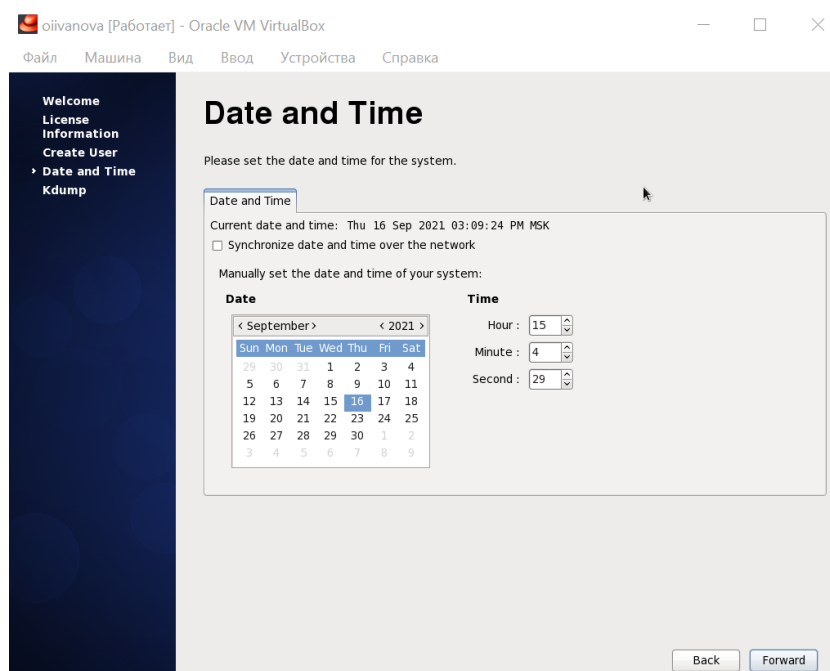 oiivanova [Работает] - Oracle VM VirtualBox
Файл Машина Вид Ввод Устройства Справка
Welcome
License
Information
Create User
Date and Time
Kdump
Date and Time
Please set the date and time for the system.
Date and Time
Current date and time: Thu 16 Sep 2021 03:09:24 PM MSK
Synchronize date and time over the network
Manually set the date and time of your system:
Date
September 2021
Sun Mon Tue Wed Thu Fri Sat
29 30 31 1 2 3 4
5 6 7 8 9 10 11
12 13 14 15 16 17 18
19 20 21 22 23 24 25
26 27 28 29 30 1 2
3 4 5 6 7 8 9
Time
Hour : 15
Minute : 4
Second : 29
Back Forward